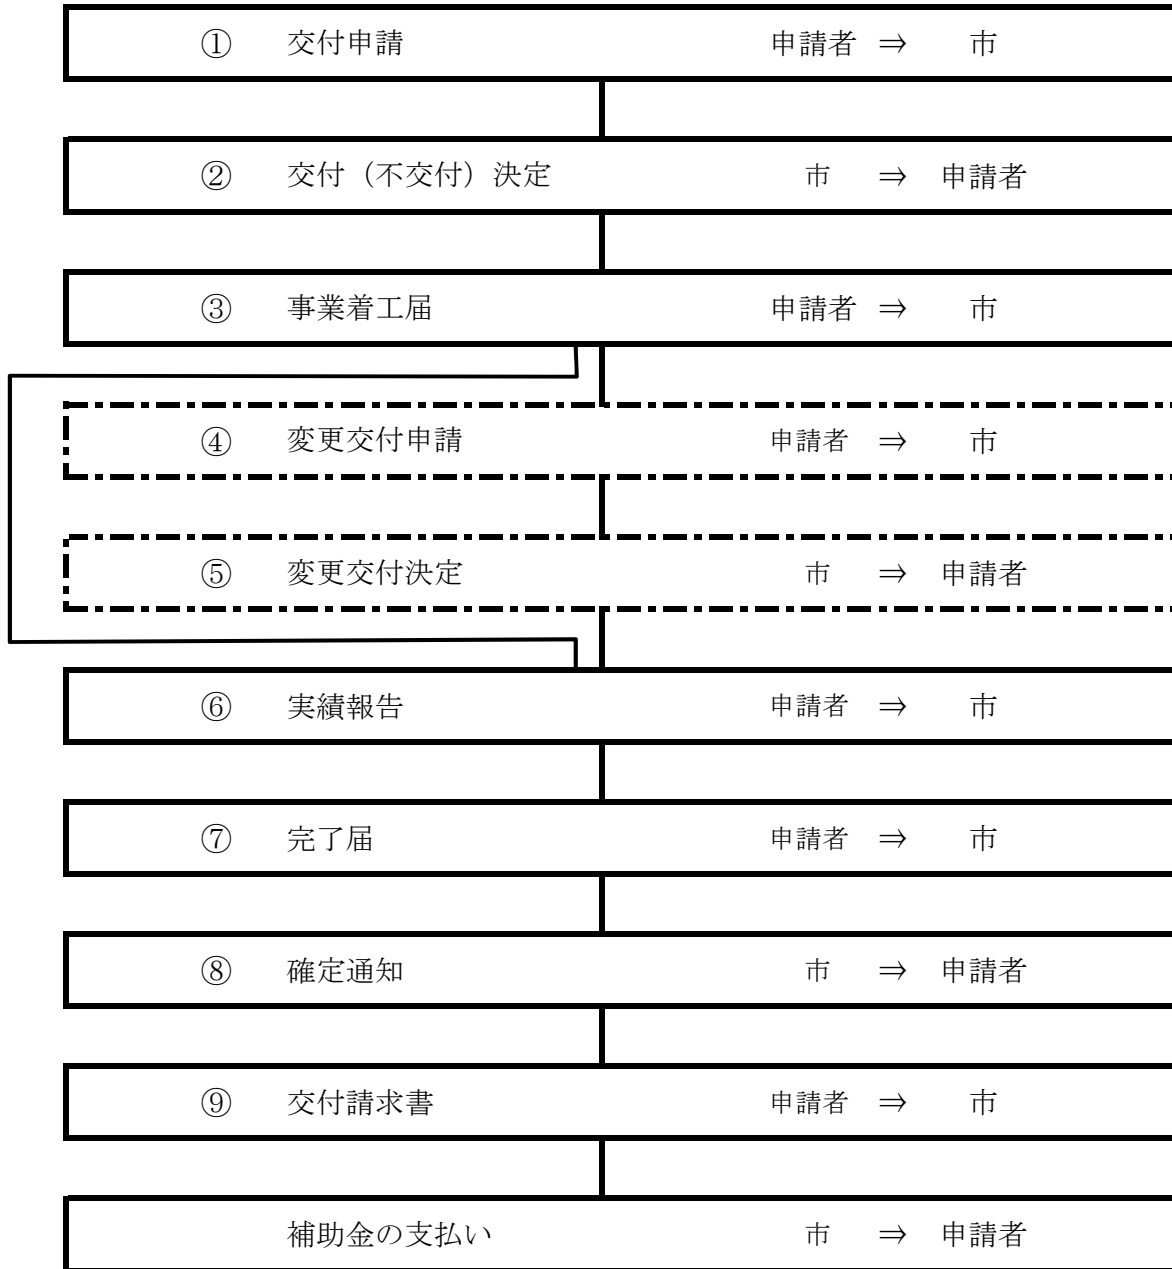 ① 交付申請 申請者 ⇒ 市
② 交付（不交付）決定 市 ⇒ 申請者
③ 事業着工届 申請者 ⇒ 市
④ 変更交付申請 申請者 ⇒ 市
⑤ 変更交付決定 市 ⇒ 申請者
⑥ 実績報告 申請者 ⇒ 市
⑦ 完了届 申請者 ⇒ 市
⑧ 確定通知 市 ⇒ 申請者
⑨ 交付請求書 申請者 ⇒ 市
補助金の支払い 市 ⇒ 申請者